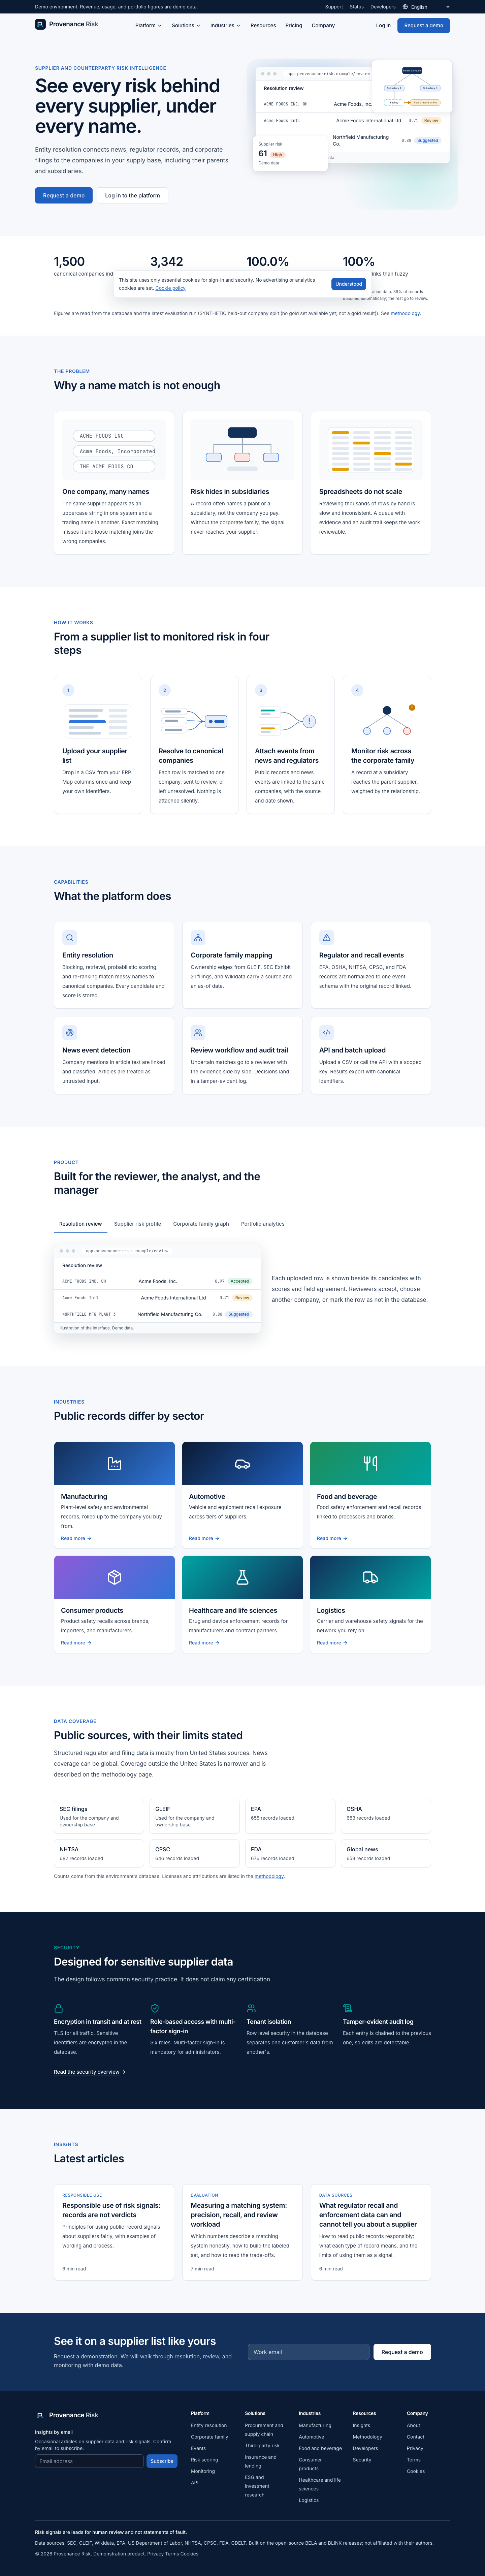 Demo environment. Revenue, usage, and portfolio figures are demo data.
Support Status Developers English
Provenance Risk
Platform Solutions Industries Resources Pricing Company
Log in Request a demo
SUPPLIER AND COUNTERPARTY RISK INTELLIGENCE
See every risk behind
every supplier, under
every name.
Entity resolution connects news, regulator records, and corporate
filings to the companies in your supply base, including their parents
and subsidiaries.
Request a demo Log in to the platform
app.provenance-risk.example/review
Resolution review
ACME FOODS INC, OH Acme Foods, Inc.
Acme Foods Intl Acme Foods International Ltd 0.71 Review
Northfield Manufacturing
Co. 0.88 Suggested
Supplier risk
61 High
Demo data
1,500
3,342
100.0%
100%
canonical companies
This site uses only essential cookies for sign-in and security. No advertising or analytics
cookies are set. Cookie policy
Understood
than fuzzy
data. 38% of records
matched automatically; the rest go to review.
Figures are read from the database and the latest evaluation run (SYNTHETIC held-out company split (no gold set available yet; not a gold result)). See methodology.
THE PROBLEM
Why a name match is not enough
ACME FOODS INC
Acme Foods, Incorporated
THE ACME FOODS CO
One company, many names
The same supplier appears as an
uppercase string in one system and a
trading name in another. Exact matching
misses it and loose matching joins the
wrong companies.
Risk hides in subsidiaries
A record often names a plant or a
subsidiary, not the company you pay.
Without the corporate family, the signal
never reaches your supplier.
Spreadsheets do not scale
Reviewing thousands of rows by hand is
slow and inconsistent. A queue with
evidence and an audit trail keeps the work
reviewable.
HOW IT WORKS
From a supplier list to monitored risk in four
steps
1
Upload your supplier
list
Drop in a CSV from your ERP.
Map columns once and keep
your own identifiers.
2
Resolve to canonical
companies
Each row is matched to one
company, sent to review, or
left unresolved. Nothing is
attached silently.
3
Attach events from
news and regulators
Public records and news
events are linked to the same
companies, with the source
and date shown.
4
Monitor risk across
the corporate family
A record at a subsidiary
reaches the parent supplier,
weighted by the relationship.
CAPABILITIES
What the platform does
Entity resolution
Blocking, retrieval, probabilistic scoring,
and re-ranking match messy names to
canonical companies. Every candidate and
score is stored.
Corporate family mapping
Ownership edges from GLEIF, SEC Exhibit
21 filings, and Wikidata carry a source and
an as-of date.
Regulator and recall events
EPA, OSHA, NHTSA, CPSC, and FDA
records are normalized to one event
schema with the original record linked.
News event detection
Company mentions in article text are linked
and classified. Articles are treated as
untrusted input.
Review workflow and audit trail
Uncertain matches go to a reviewer with
the evidence side by side. Decisions land
in a tamper-evident log.
API and batch upload
Upload a CSV or call the API with a scoped
key. Results export with canonical
identifiers.
PRODUCT
Built for the reviewer, the analyst, and the
manager
Resolution review Supplier risk profile Corporate family graph Portfolio analytics
app.provenance-risk.example/review
Resolution review
ACME FOODS INC, OH Acme Foods, Inc. 0.97 Accepted
Acme Foods Intl Acme Foods International Ltd 0.71 Review
NORTHFIELD MFG PLANT 2 Northfield Manufacturing Co. 0.88 Suggested
Illustration of the interface. Demo data.
Each uploaded row is shown beside its candidates with
scores and field agreement. Reviewers accept, choose
another company, or mark the row as not in the database.
INDUSTRIES
Public records differ by sector
Manufacturing
Plant-level safety and environmental
records, rolled up to the company you buy
from.
Read more →
Automotive
Vehicle and equipment recall exposure
across tiers of suppliers.
Read more →
Food and beverage
Food safety enforcement and recall records
linked to processors and brands.
Read more →
Consumer products
Product safety recalls across brands,
importers, and manufacturers.
Read more →
Healthcare and life sciences
Drug and device enforcement records for
manufacturers and contract partners.
Read more →
Logistics
Carrier and warehouse safety signals for the
network you rely on.
Read more →
DATA COVERAGE
Public sources, with their limits stated
Structured regulator and filing data is mostly from United States sources. News
coverage can be global. Coverage outside the United States is narrower and is
described on the methodology page.
SEC filings
Used for the company and
ownership base
GLEIF
Used for the company and
ownership base
EPA
655 records loaded
OSHA
683 records loaded
NHTSA
682 records loaded
CPSC
646 records loaded
FDA
676 records loaded
Global news
858 records loaded
Counts come from this environment's database. Licenses and attributions are listed in the methodology.
SECURITY
Designed for sensitive supplier data
The design follows common security practice. It does not claim any certification.
Encryption in transit and at rest
TLS for all traffic. Sensitive
identifiers are encrypted in the
database.
Role-based access with multi-
factor sign-in
Six roles. Multi-factor sign-in is
mandatory for administrators.
Tenant isolation
Row level security in the database
separates one customer's data from
another's.
Tamper-evident audit log
Each entry is chained to the previous
one, so edits are detectable.
Read the security overview →
INSIGHTS
Latest articles
RESPONSIBLE USE
Responsible use of risk signals:
records are not verdicts
Principles for using public-record signals
about suppliers fairly, with examples of
wording and process.
6 min read
EVALUATION
Measuring a matching system:
precision, recall, and review
workload
Which numbers describe a matching
system honestly, how to build the labeled
set, and how to read the trade-offs.
7 min read
DATA SOURCES
What regulator recall and
enforcement data can and
cannot tell you about a supplier
How to read public records responsibly:
what each type of record means, and the
limits of using them as a signal.
6 min read
See it on a supplier list like yours
Request a demonstration. We will walk through resolution, review, and
monitoring with demo data.
Work email Request a demo
Provenance Risk
Insights by email
Occasional articles on supplier data and risk signals. Confirm
by email to subscribe.
Email address Subscribe
Platform
Entity resolution
Corporate family
Events
Risk scoring
Monitoring
API
Solutions
Procurement and
supply chain
Third-party risk
Insurance and
lending
ESG and
investment
research
Industries
Manufacturing
Automotive
Food and beverage
Consumer
products
Healthcare and life
sciences
Logistics
Resources
Insights
Methodology
Developers
Security
Company
About
Contact
Privacy
Terms
Cookies
Risk signals are leads for human review and not statements of fault.
Data sources: SEC, GLEIF, Wikidata, EPA, US Department of Labor, NHTSA, CPSC, FDA, GDELT. Built on the open-source BELA and BLINK releases; not affiliated with their authors.
© 2026 Provenance Risk. Demonstration product. Privacy Terms Cookies